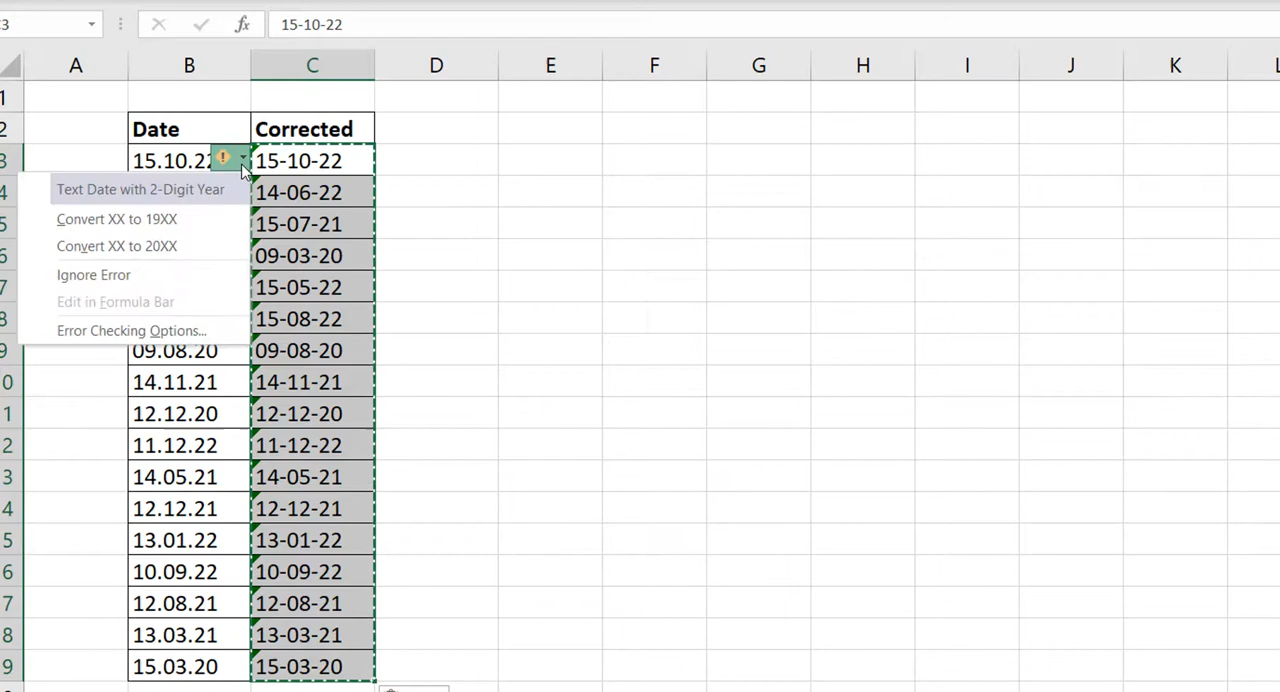 C3 fx 15-10-22
A B C D E F G H I J K L
1
2 Date Corrected
3 15.10.22 15-10-22
4 Text Date with 2-Digit Year 14-06-22
5 Convert XX to 19XX 15-07-21
6 Convert XX to 20XX 09-03-20
7 Ignore Error 15-05-22
Edit in Formula Bar
8 15-08-22
Error Checking Options...
9 09.08.20 09-08-20
0 14.11.21 14-11-21
1 12.12.20 12-12-20
2 11.12.22 11-12-22
3 14.05.21 14-05-21
4 12.12.21 12-12-21
5 13.01.22 13-01-22
6 10.09.22 10-09-22
7 12.08.21 12-08-21
8 13.03.21 13-03-21
9 15.03.20 15-03-20